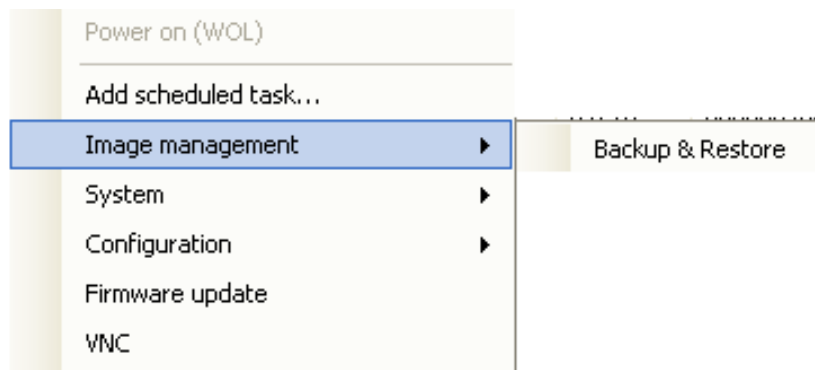 Power on (WOL)
Add scheduled task...
Image management
Backup & Restore
System
Configuration
Firmware update
VNC